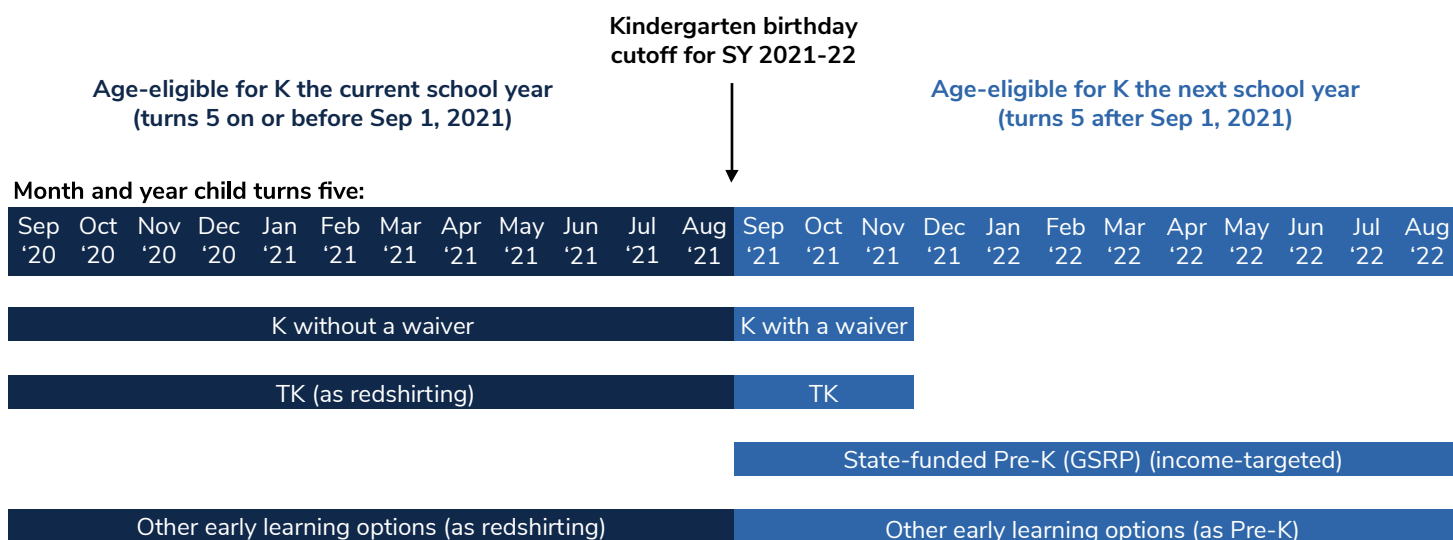 Kindergarten birthday
cutoff for SY 2021-22
Age-eligible for K the current school year
(turns 5 on or before Sep 1, 2021)
Age-eligible for K the next school year
(turns 5 after Sep 1, 2021)
Month and year child turns five:
Sep Oct Nov Dec Jan Feb Mar Apr May Jun Jul Aug Sep Oct Nov Dec Jan Feb Mar Apr May Jun Jul Aug
‘20 ‘20 ‘20 ‘20 ‘21 ‘21 ‘21 ‘21 ‘21 ‘21 ‘21 ‘21 ‘21 ‘21 ‘21 ‘21 ‘22 ‘22 ‘22 ‘22 ‘22 ‘22 ‘22 ‘22
K without a waiver K with a waiver
TK (as redshirting) TK
State-funded Pre-K (GSRP) (income-targeted)
Other early learning options (as redshirting) Other early learning options (as Pre-K)